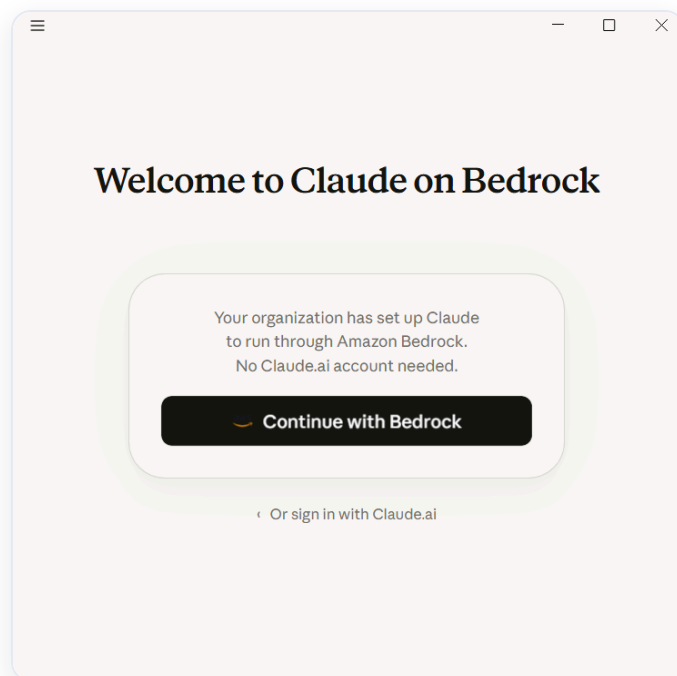 Welcome to Claude on Bedrock
Your organization has set up Claude
to run through Amazon Bedrock.
No Claude.ai account needed.
Continue with Bedrock
‹ Or sign in with Claude.ai